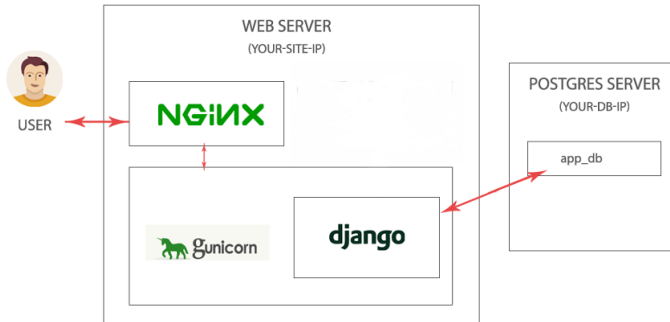 WEB SERVER
(YOUR-SITE-IP)
USER
NGiNX
gunicorn
django
POSTGRES SERVER
(YOUR-DB-IP)
app_db